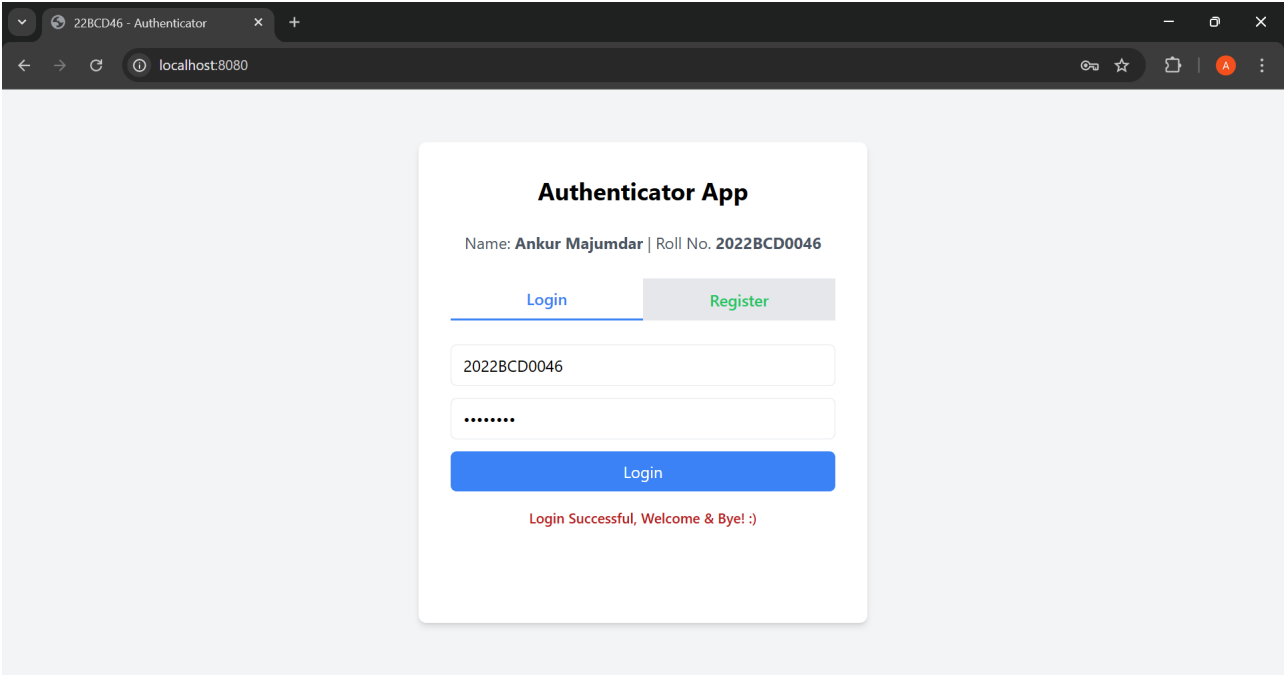 22BCD46 - Authenticator
localhost:8080
A
Authenticator App
Name: Ankur Majumdar | Roll No. 2022BCD0046
Login Register
2022BCD0046
••••••••
Login
Login Successful, Welcome & Bye! :)